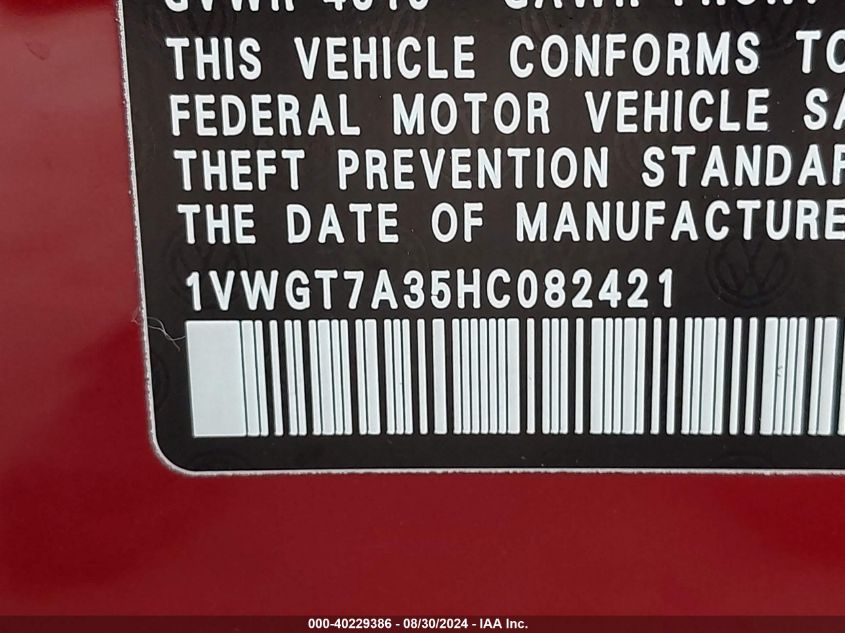 THIS VEHICLE CONFORMS TO
FEDERAL MOTOR VEHICLE SA
THEFT PREVENTION STANDAR
THE DATE OF MANUFACTURE
1VWGT7A35HC082421
000-40229386 - 08/30/2024 - IAA Inc.